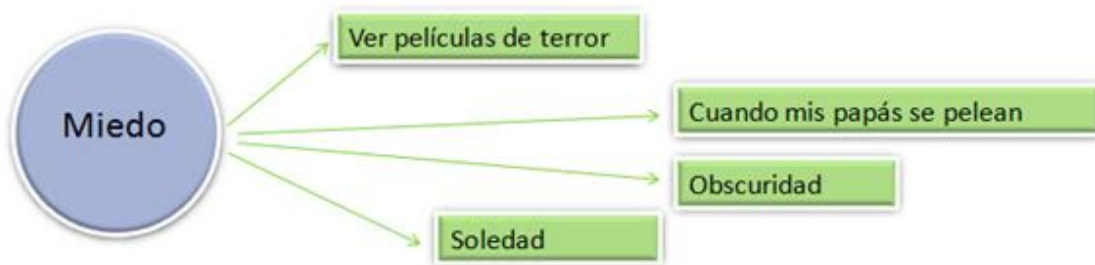 Ver películas de terror
Miedo
Cuando mis papás se pelean
Obscuridad
Soledad